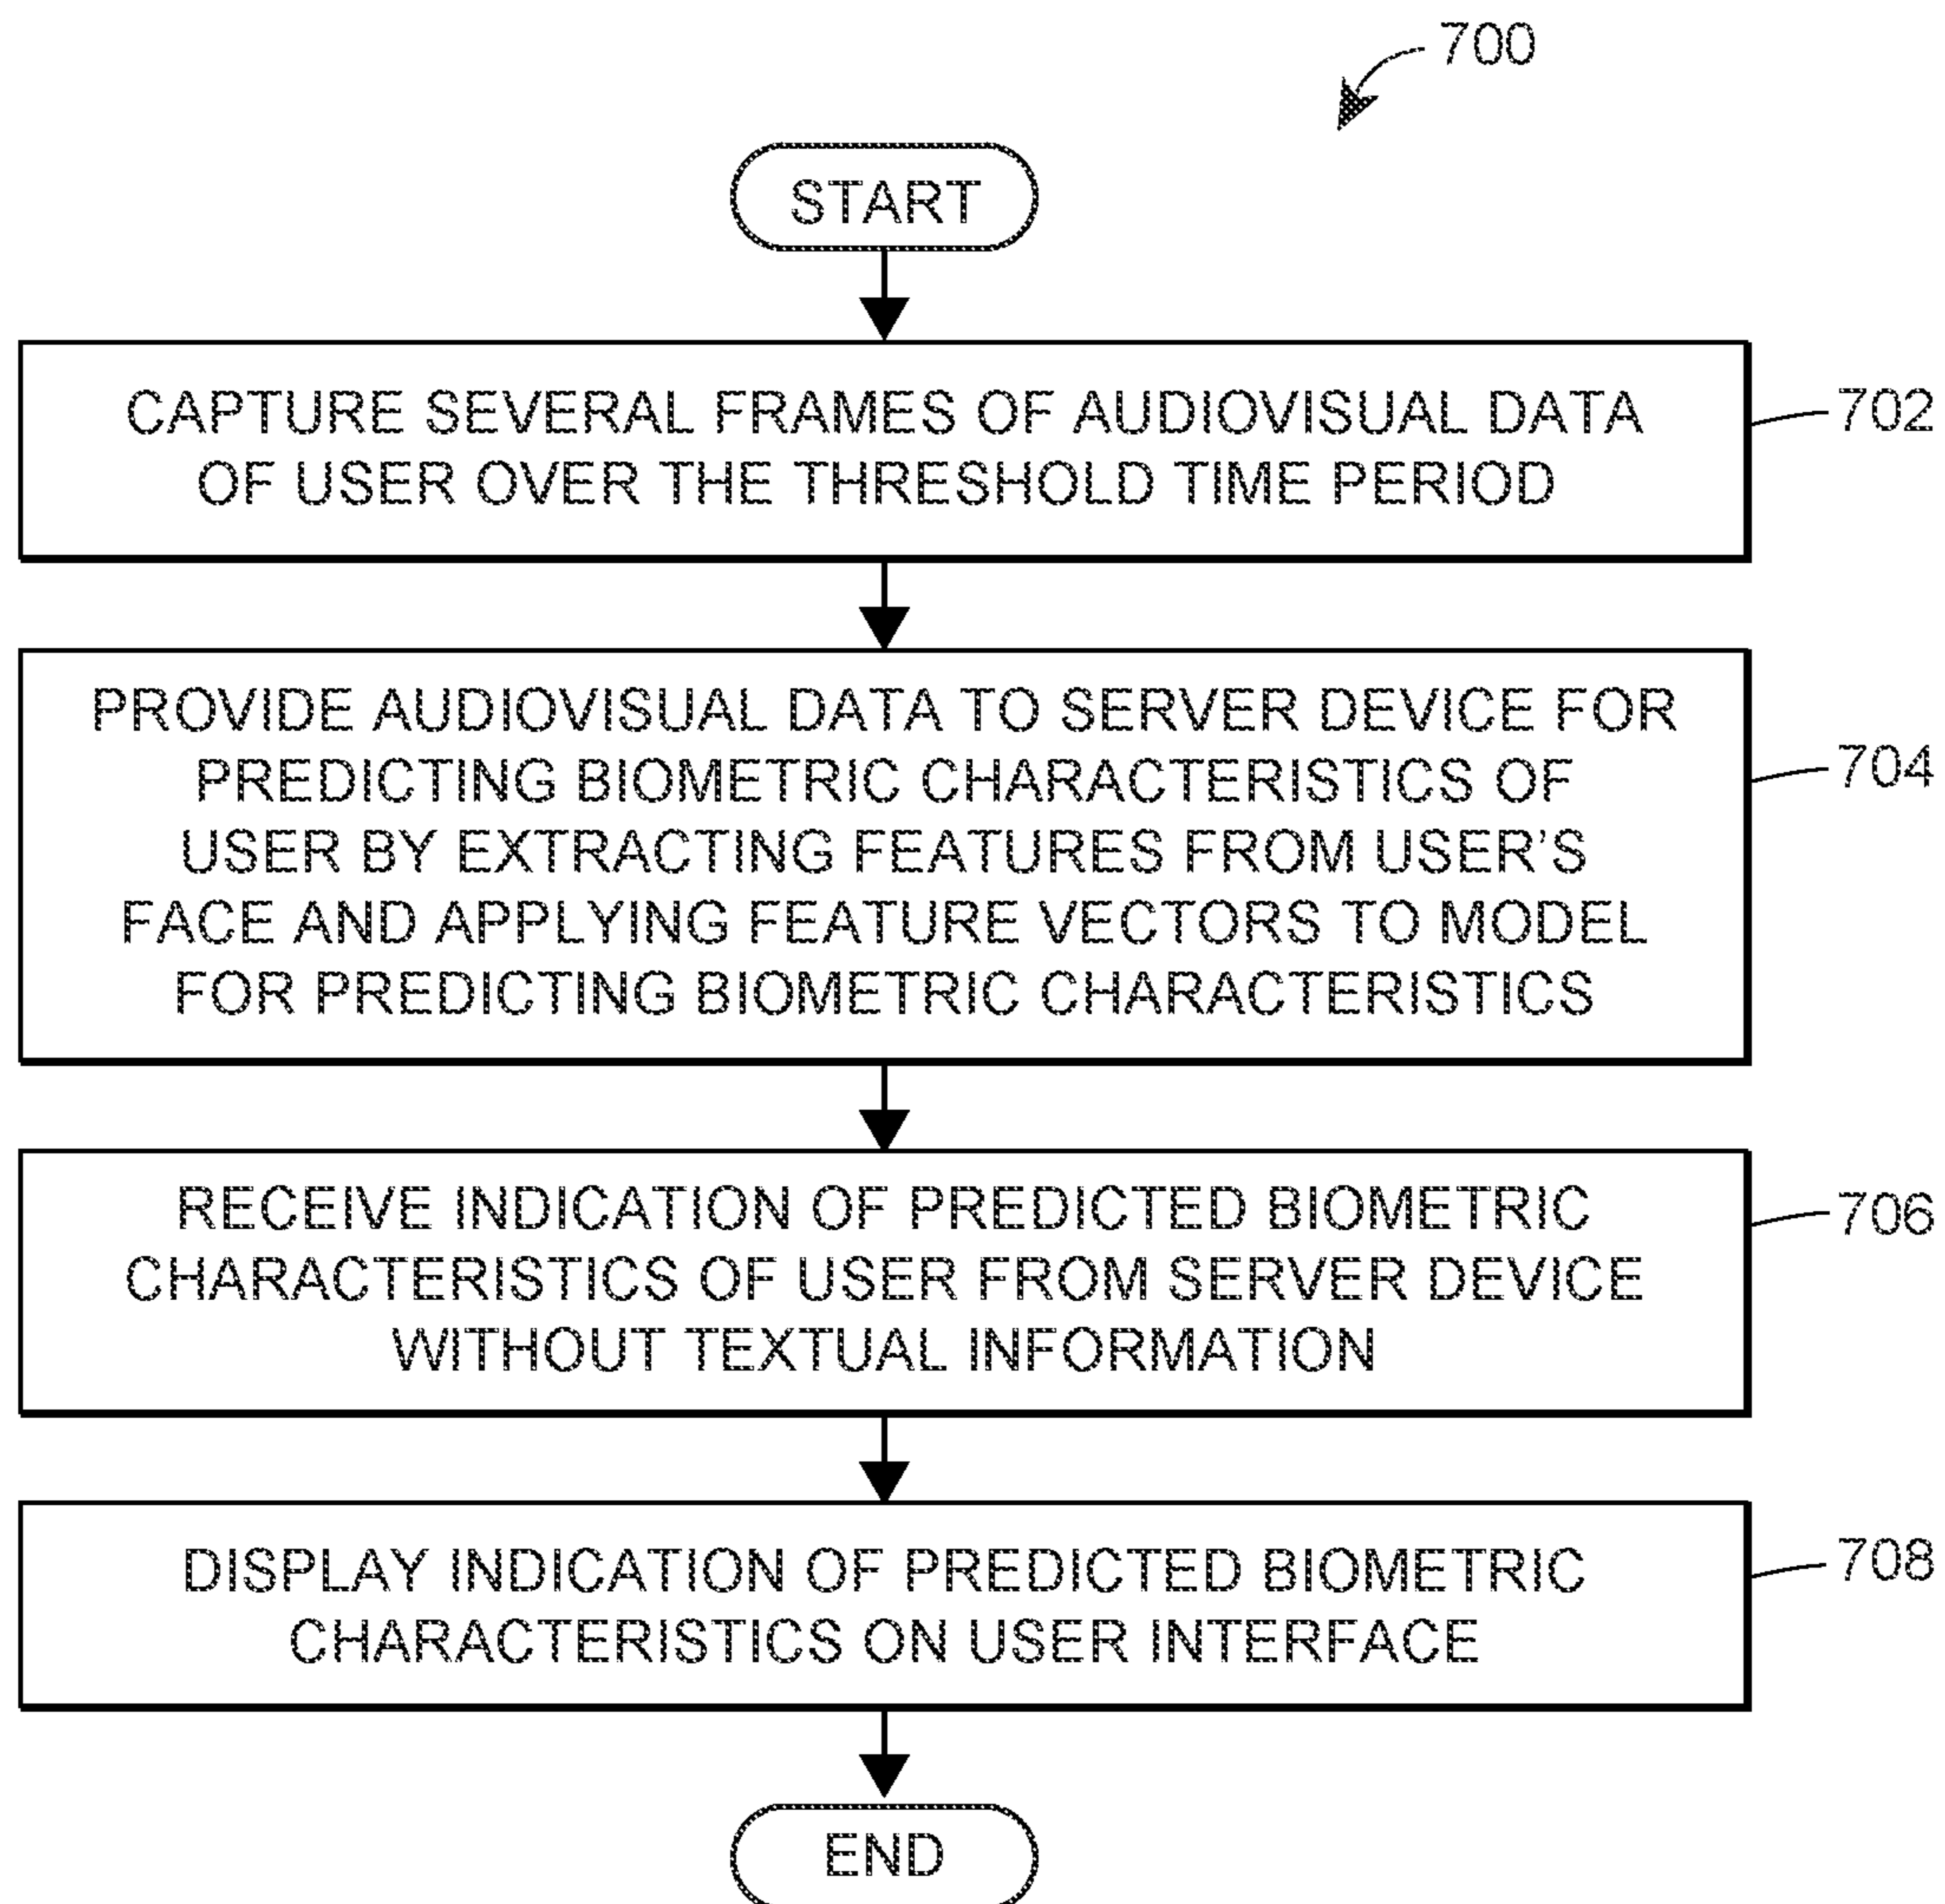 700
START
CAPTURE SEVERAL FRAMES OF AUDIOVISUAL DATA
OF USER OVER THE THRESHOLD TIME PERIOD
702
PROVIDE AUDIOVISUAL DATA TO SERVER DEVICE FOR
PREDICTING BIOMETRIC CHARACTERISTICS OF
USER BY EXTRACTING FEATURES FROM USER’S
FACE AND APPLYING FEATURE VECTORS TO MODEL
FOR PREDICTING BIOMETRIC CHARACTERISTICS
704
RECEIVE INDICATION OF PREDICTED BIOMETRIC
CHARACTERISTICS OF USER FROM SERVER DEVICE
WITHOUT TEXTUAL INFORMATION
706
DISPLAY INDICATION OF PREDICTED BIOMETRIC
CHARACTERISTICS ON USER INTERFACE
708
END